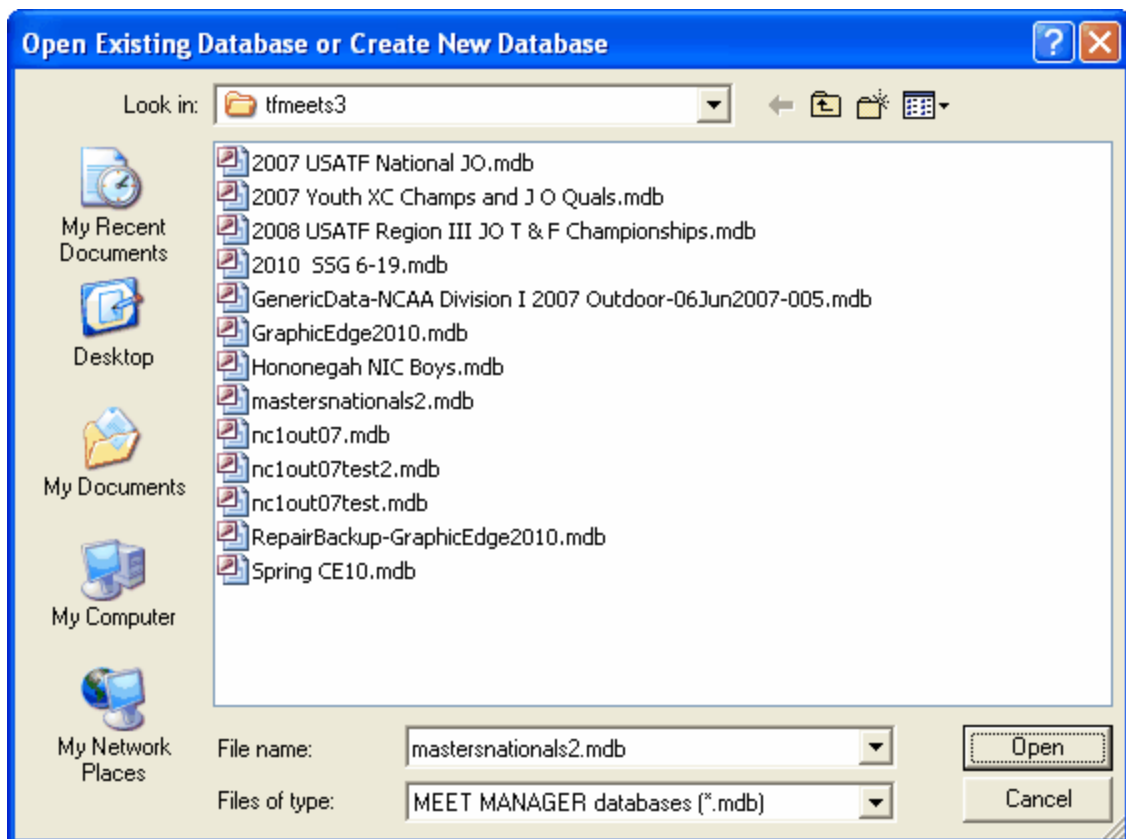 Open Existing Database or Create New Database
Look in: tfmeets3
My Recent
Documents
Desktop
My Documents
My Computer
My Network
Places
2007 USATF National JO.mdb
2007 Youth XC Champs and J O Quals.mdb
2008 USATF Region III JO T & F Championships.mdb
2010  SSG 6-19.mdb
GenericData-NCAA Division I 2007 Outdoor-06Jun2007-005.mdb
GraphicEdge2010.mdb
Hononegah NIC Boys.mdb
mastersnationals2.mdb
nc1out07.mdb
nc1out07test2.mdb
nc1out07test.mdb
RepairBackup-GraphicEdge2010.mdb
Spring CE10.mdb
File name: mastersnationals2.mdb Open
Files of type: MEET MANAGER databases (*.mdb) Cancel